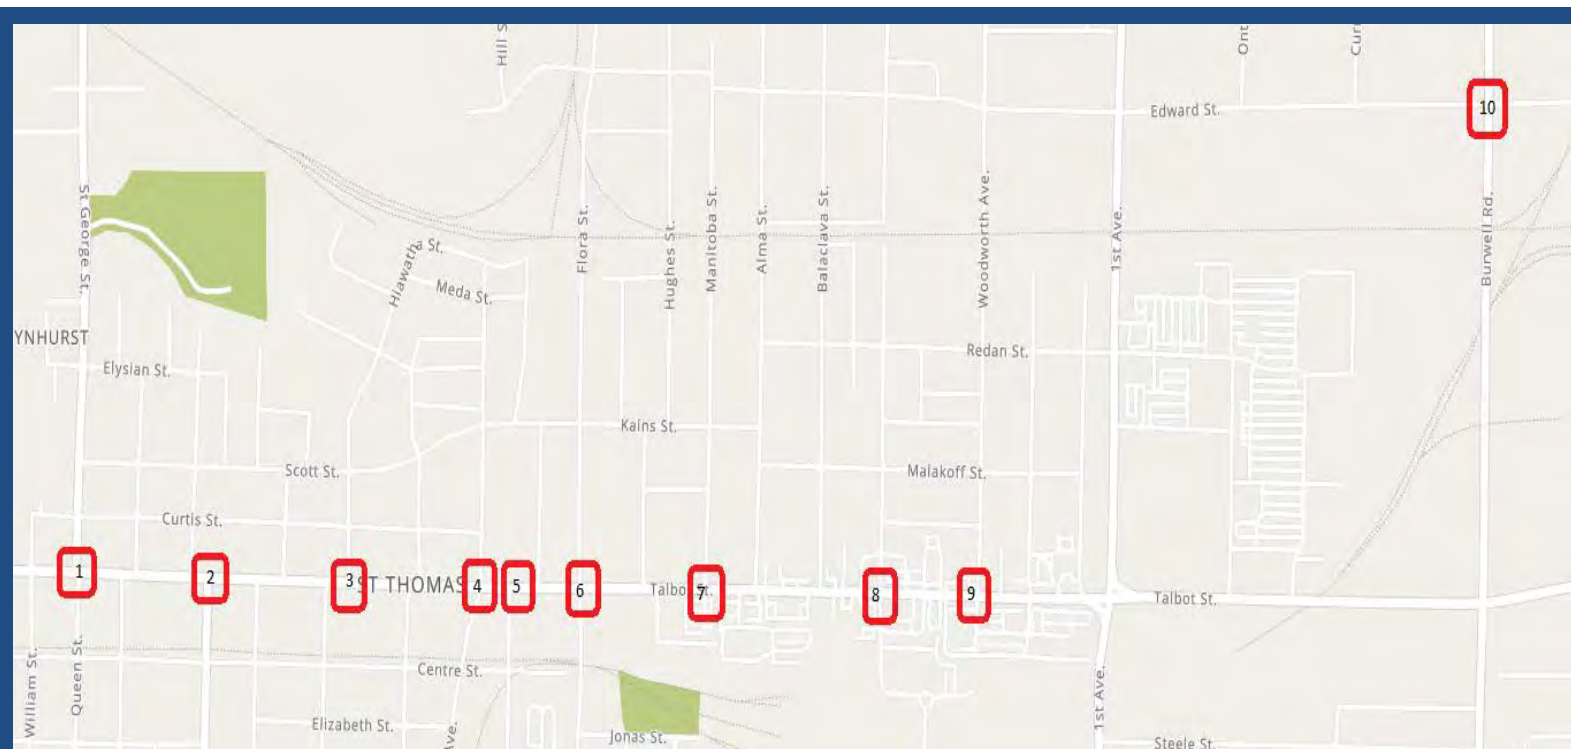 Hill S
Ont
Cur
10
Edward St.
St George St.
Flora St.
Hughes St.
Manitoba St.
Alma St.
Balaclava St.
Woodworth Ave.
1st Ave.
Burwell Rd.
Hiawatha St.
Meda St.
YNHURST
Elysian St.
Redan St.
Kains St.
Scott St.
Malakoff St.
Curtis St.
1
2
3
ST THOMAS
4
5
6
Talbot St.
7
8
9
Talbot St.
William St.
Queen St.
Centre St.
Elizabeth St.
Ave.
Jonas St.
1st Ave.
Steele St.